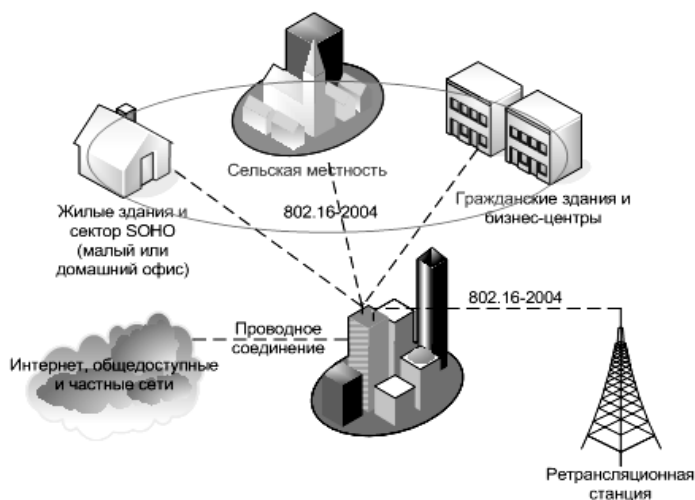 Сельская местность
Жилые здания и
сектор SOHO
(малый или
домашний офис)
802.16-2004
Гражданские здания и
бизнес-центры
Проводное
соединение
802.16-2004
Интернет, общедоступные
и частные сети
Ретрансляционная
станция